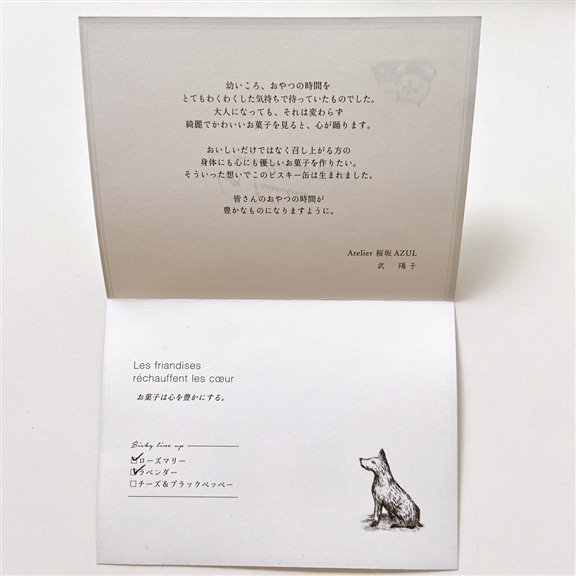 幼いころ、おやつの時間を
とてもわくわくした気持ちで待っていたものでした。
大人になっても、それは変わらず
綺麗でかわいいお菓子を見ると、心が踊ります。
おいしいだけではなく召し上がる方の
身体にも心にも優しいお菓子を作りたい。
そういった想いでこのビスキー缶は生まれました。
皆さんのおやつの時間が
豊かなものになりますように。
Atelier 桜坂 AZUL
武 陽子
Les friandises
réchauffent les cœur
お菓子は心を豊かにする。
Bisky line up
☑ローズマリー
☑ラベンダー
☐チーズ&ブラックペッパー